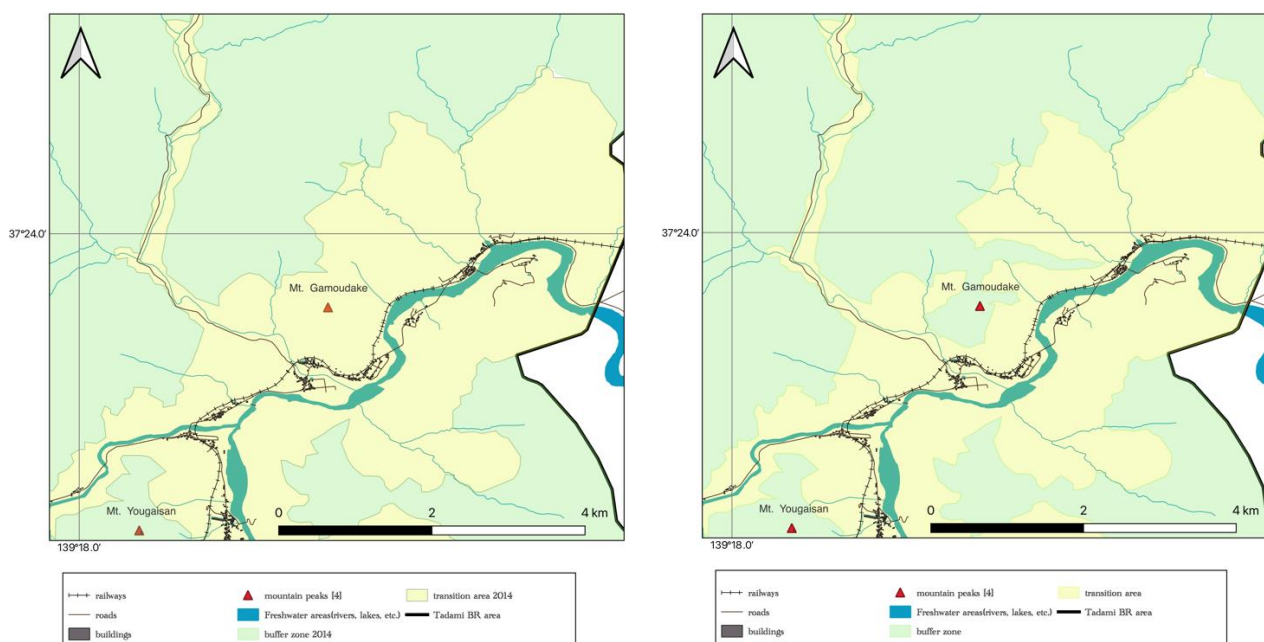 37°24.0'
Mt. Gamoudake
Mt. Yougaisan
0 2 4 km
139°18.0'
railways
roads
buildings
mountain peaks [4]
Freshwater areas(rivers, lakes, etc.)
buffer zone 2014
transition area 2014
Tadami BR area
37°24.0'
Mt. Gamoudake
Mt. Yougaisan
0 2 4 km
139°18.0'
railways
roads
buildings
mountain peaks [4]
Freshwater areas(rivers, lakes, etc.)
buffer zone
transition area
Tadami BR area